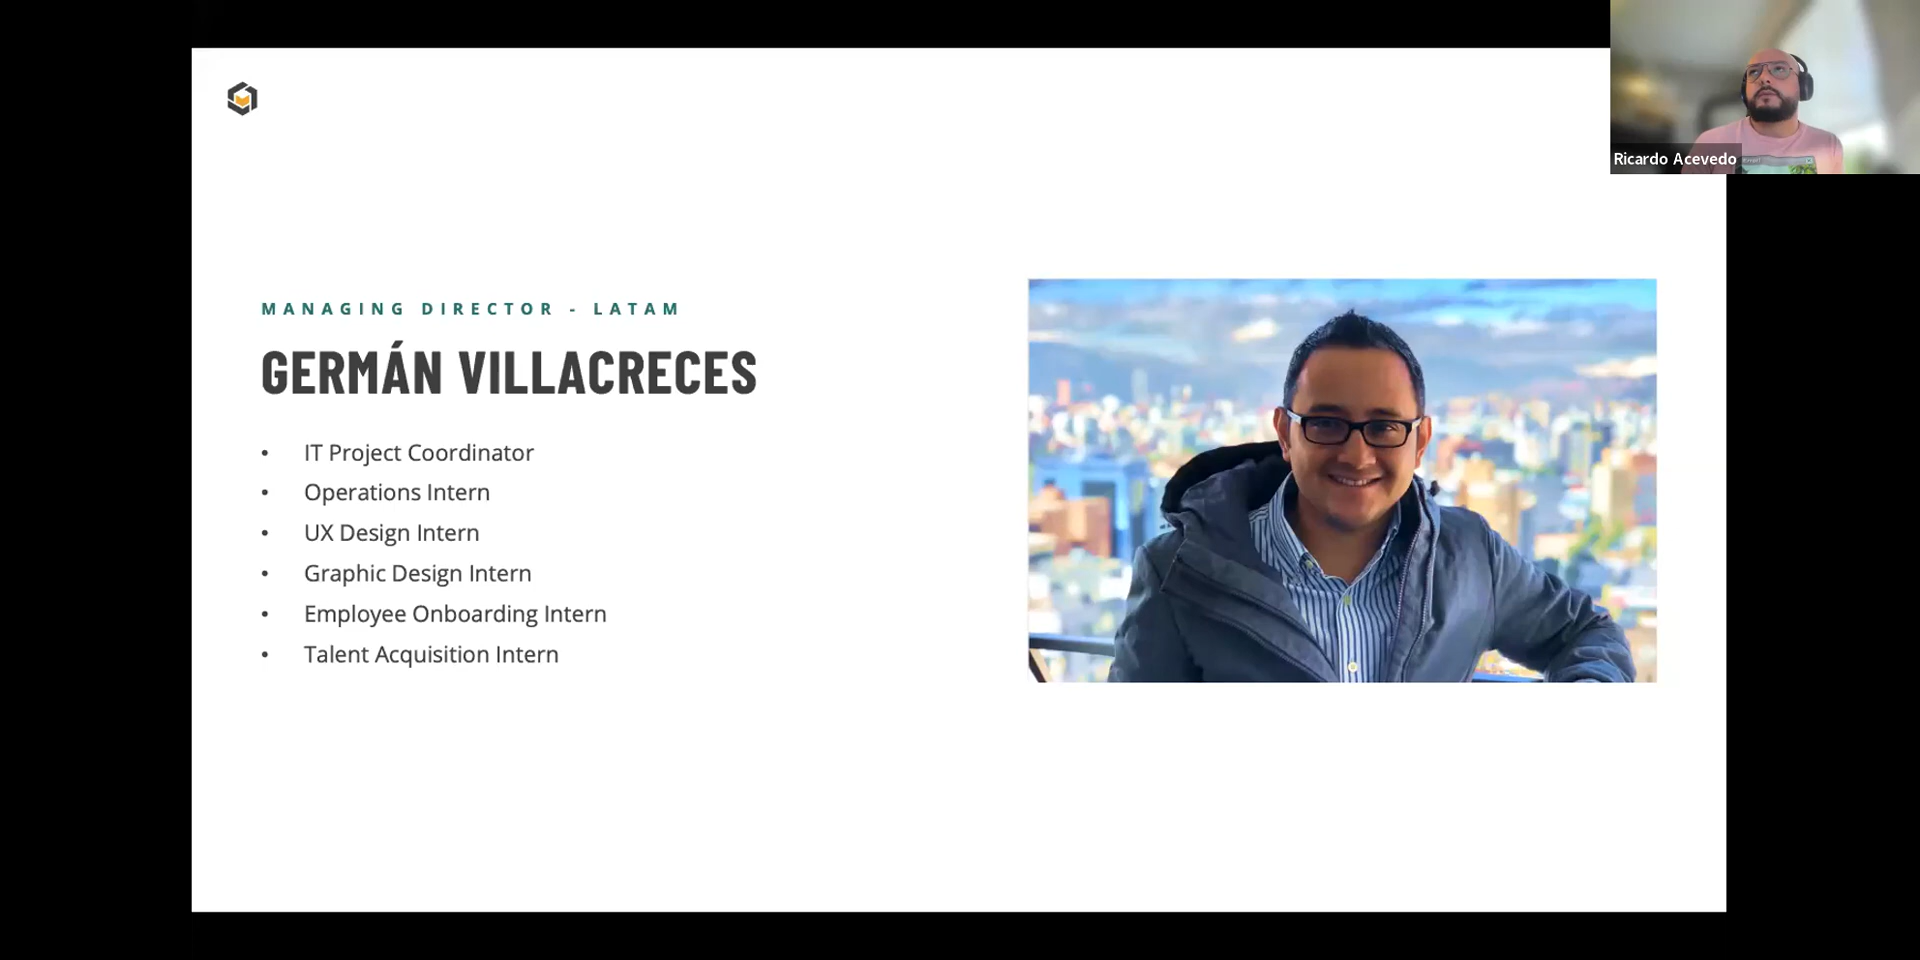 MANAGING DIRECTOR - LATAM
GERMÁN VILLACRECES
• IT Project Coordinator
• Operations Intern
• UX Design Intern
• Graphic Design Intern
• Employee Onboarding Intern
• Talent Acquisition Intern
Ricardo Acevedo